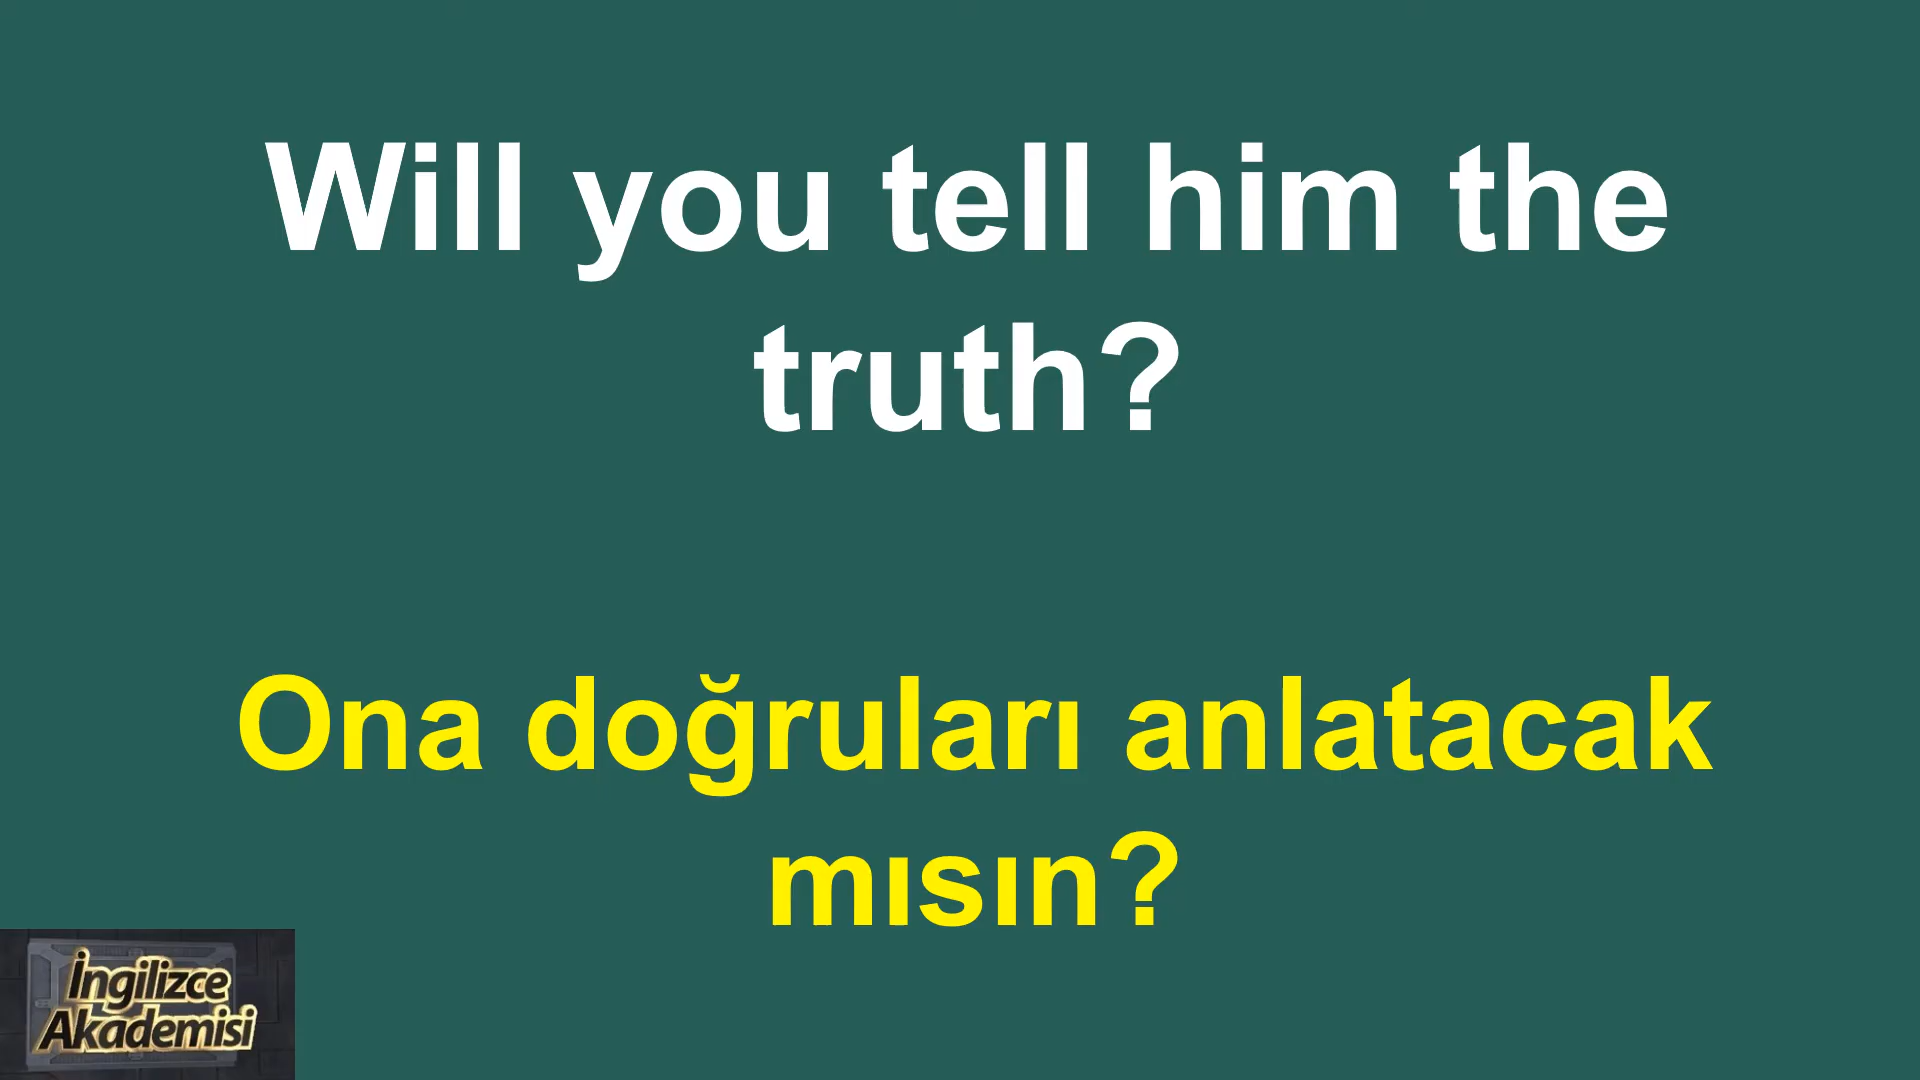 Will you tell him the
truth?
Ona doğruları anlatacak
mısın?
İngilizce
Akademisi